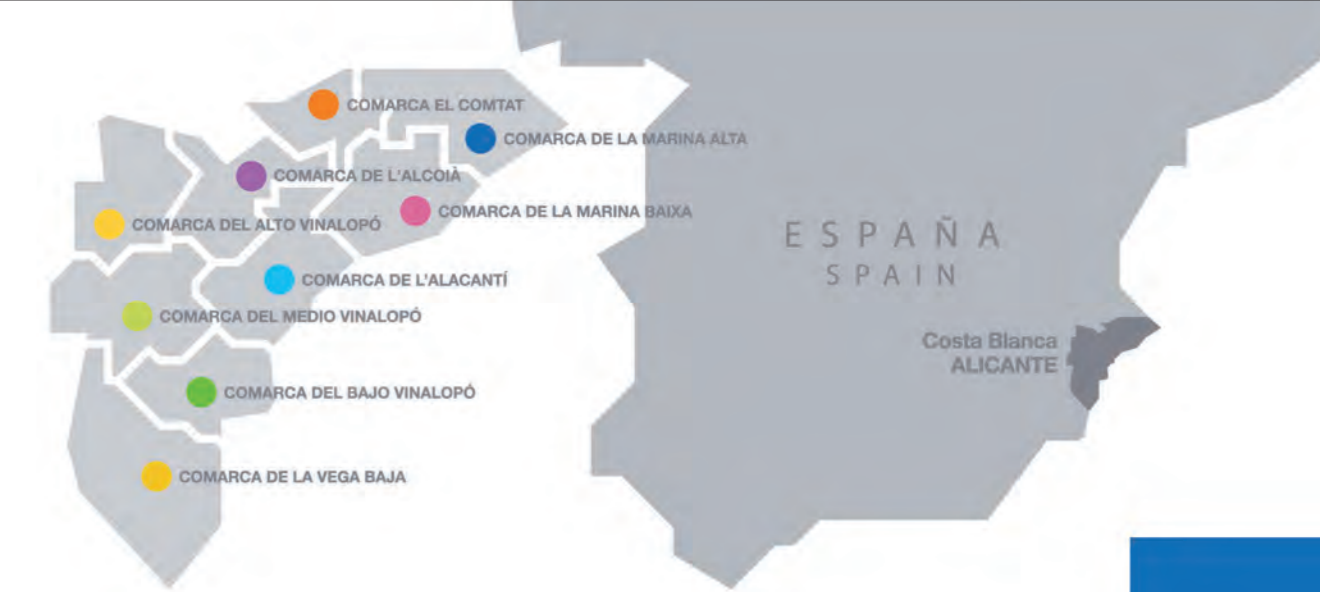 COMARCA EL COMTAT
COMARCA DE LA MARINA ALTA
COMARCA DE L'ALCOIÀ
COMARCA DE LA MARINA BAIXA
COMARCA DEL ALTO VINALOPÓ
COMARCA DE L'ALACANTÍ
COMARCA DEL MEDIO VINALOPÓ
COMARCA DEL BAJO VINALOPÓ
COMARCA DE LA VEGA BAJA
ESPAÑA
SPAIN
Costa Blanca
ALICANTE